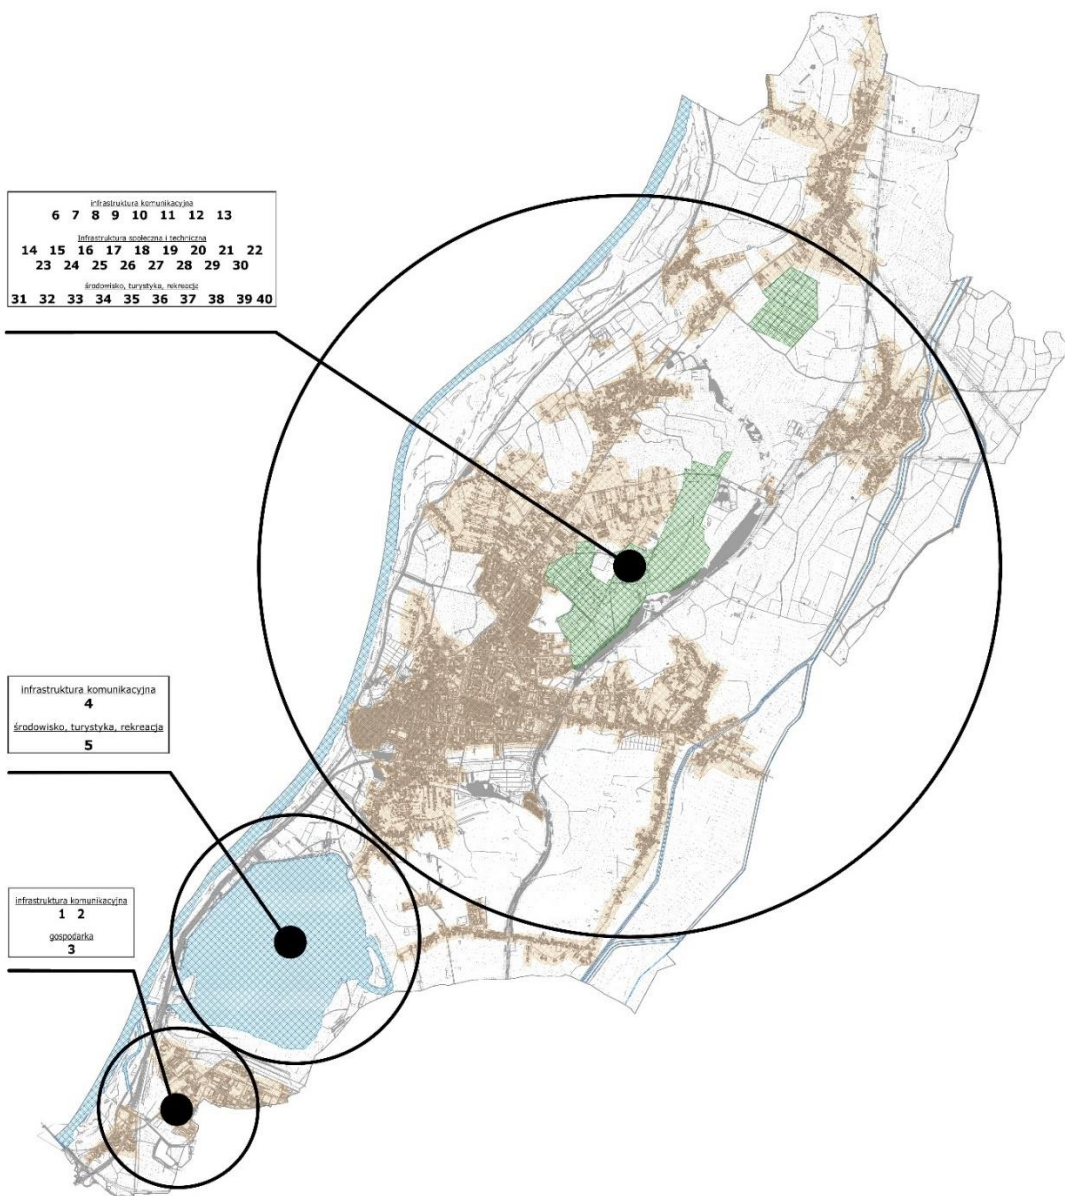 infrastruktura komunikacyjna
6 7 8 9 10 11 12 13
Infrastruktura społeczna i techniczna
14 15 16 17 18 19 20 21 22
23 24 25 26 27 28 29 30
środowisko, turystyka, rekreacja
31 32 33 34 35 36 37 38 39 40
infrastruktura komunikacyjna
4
środowisko, turystyka, rekreacja
5
infrastruktura komunikacyjna
1 2
gospodarka
3